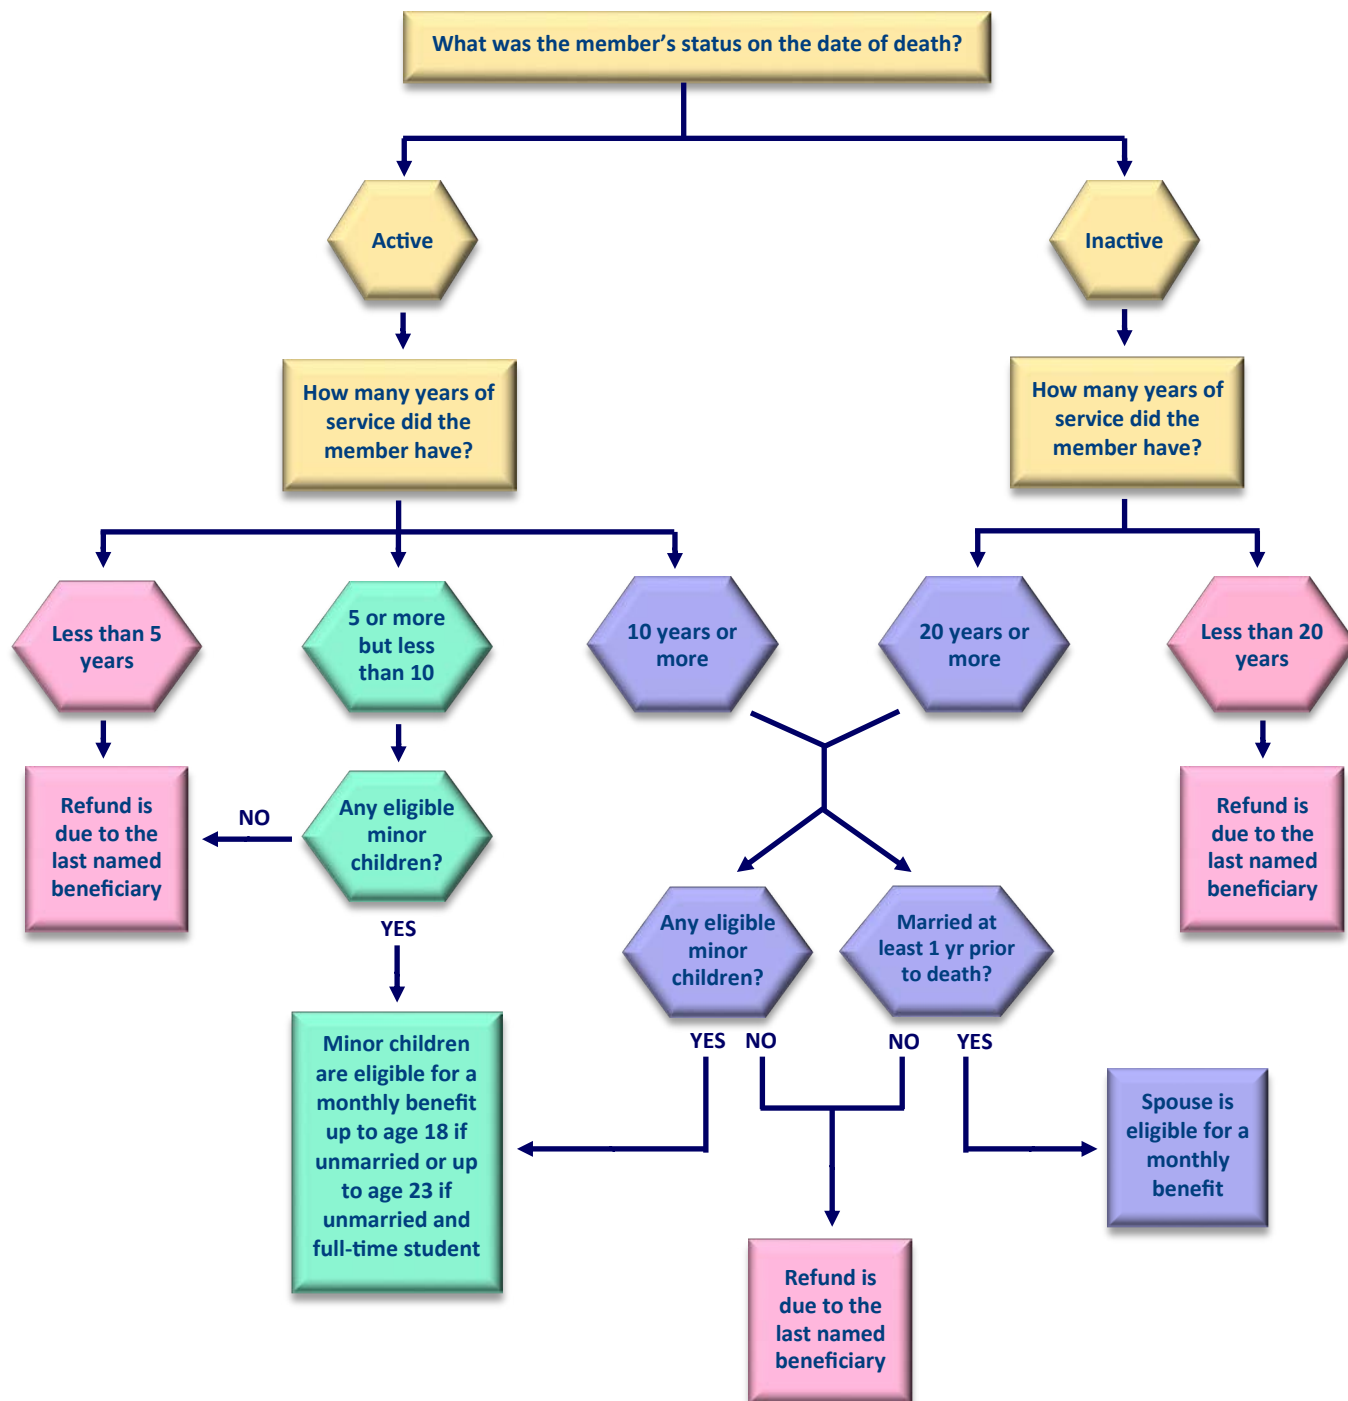 What was the member’s status on the date of death?
Active
Inactive
How many years of
service did the
member have?
How many years of
service did the
member have?
Less than 5
years
5 or more
but less
than 10
10 years or
more
20 years or
more
Less than 20
years
Refund is
due to the
last named
beneficiary
NO
Any eligible
minor
children?
Refund is
due to the
last named
beneficiary
YES
Any eligible
minor
children?
Married at
least 1 yr prior
to death?
YES NO
NO YES
Minor children
are eligible for a
monthly benefit
up to age 18 if
unmarried or up
to age 23 if
unmarried and
full-time student
Spouse is
eligible for a
monthly
benefit
Refund is
due to the
last named
beneficiary